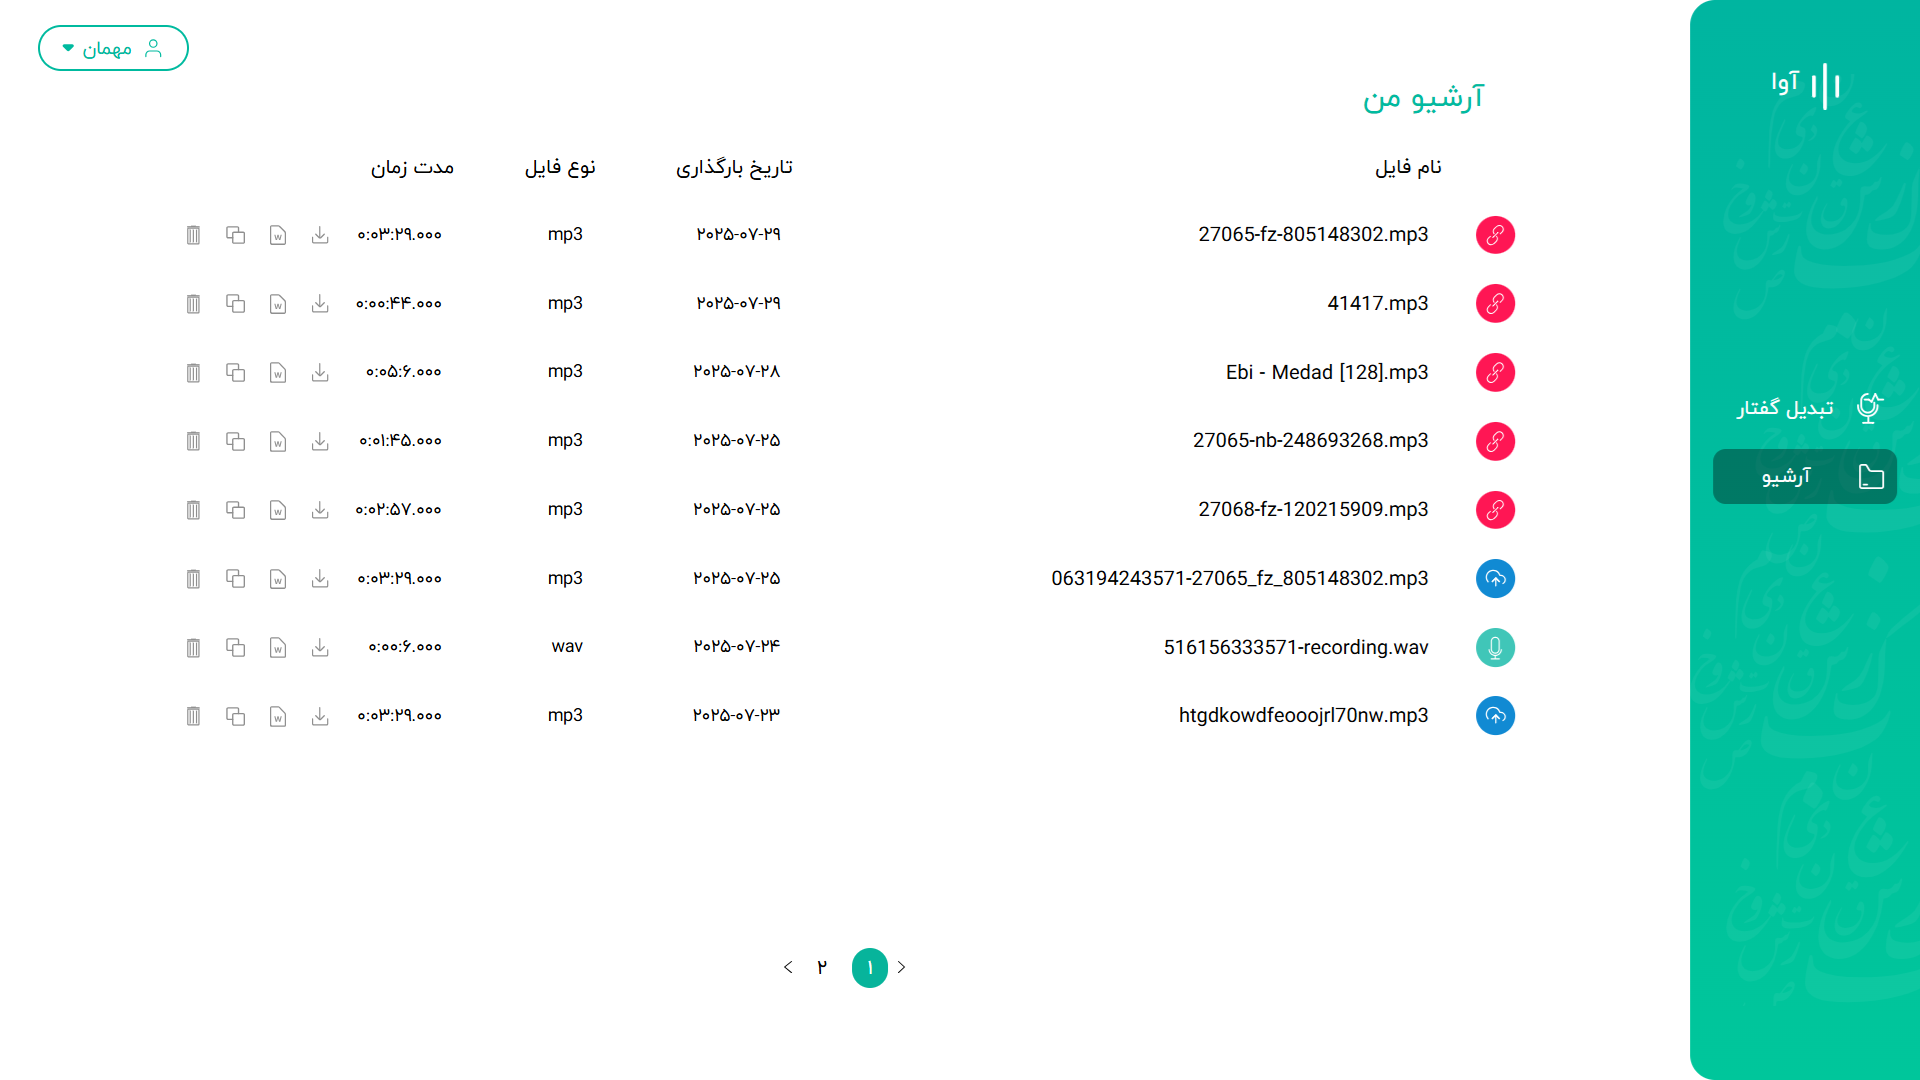 آوا
تبدیل گفتار
آرشیو
مهمان
آرشیو من
نام فایل تاریخ بارگذاری نوع فایل مدت زمان
27065-fz-805148302.mp3 ۲۰۲۵-۰۷-۲۹ mp3 ۰:۰۳:۲۹.۰۰۰
41417.mp3 ۲۰۲۵-۰۷-۲۹ mp3 ۰:۰۰:۴۴.۰۰۰
Ebi - Medad [128].mp3 ۲۰۲۵-۰۷-۲۸ mp3 ۰:۰۵:۶.۰۰۰
27065-nb-248693268.mp3 ۲۰۲۵-۰۷-۲۵ mp3 ۰:۰۱:۴۵.۰۰۰
27068-fz-120215909.mp3 ۲۰۲۵-۰۷-۲۵ mp3 ۰:۰۲:۵۷.۰۰۰
063194243571-27065_fz_805148302.mp3 ۲۰۲۵-۰۷-۲۵ mp3 ۰:۰۳:۲۹.۰۰۰
516156333571-recording.wav ۲۰۲۵-۰۷-۲۴ wav ۰:۰۰:۶.۰۰۰
htgdkowdfeooojrl70nw.mp3 ۲۰۲۵-۰۷-۲۳ mp3 ۰:۰۳:۲۹.۰۰۰
۱ ۲